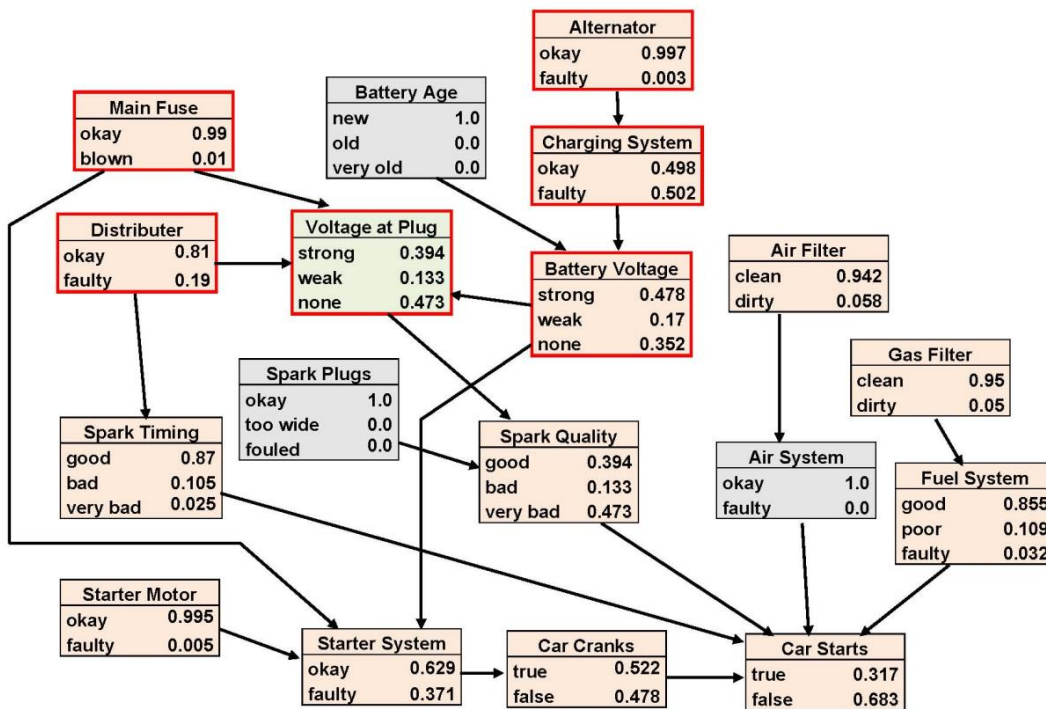 Alternator
okay 0.997
faulty 0.003
Battery Age
new 1.0
old 0.0
very old 0.0
Main Fuse
okay 0.99
blown 0.01
Charging System
okay 0.498
faulty 0.502
Distributer
okay 0.81
faulty 0.19
Voltage at Plug
strong 0.394
weak 0.133
none 0.473
Battery Voltage
strong 0.478
weak 0.17
none 0.352
Air Filter
clean 0.942
dirty 0.058
Gas Filter
clean 0.95
dirty 0.05
Spark Plugs
okay 1.0
too wide 0.0
fouled 0.0
Spark Timing
good 0.87
bad 0.105
very bad 0.025
Spark Quality
good 0.394
bad 0.133
very bad 0.473
Air System
okay 1.0
faulty 0.0
Fuel System
good 0.855
poor 0.109
faulty 0.032
Starter Motor
okay 0.995
faulty 0.005
Starter System
okay 0.629
faulty 0.371
Car Cranks
true 0.522
false 0.478
Car Starts
true 0.317
false 0.683